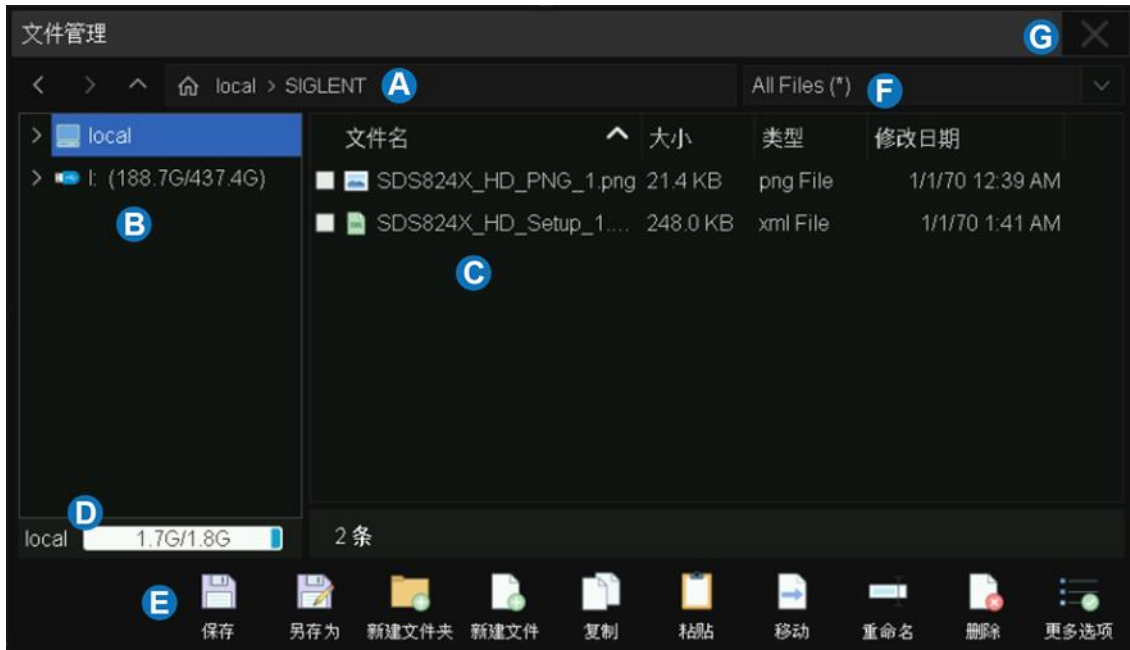 文件管理 G
local > SIGLENT A All Files (*) F
local 文件名 大小 类型 修改日期
I: (188.7G/437.4G) SDS824X_HD_PNG_1.png 21.4 KB png File 1/1/70 12:39 AM
B SDS824X_HD_Setup_1.... 248.0 KB xml File 1/1/70 1:41 AM
C
D
local 1.7G/1.8G 2 条
E 保存 另存为 新建文件夹 新建文件 复制 粘贴 移动 重命名 删除 更多选项